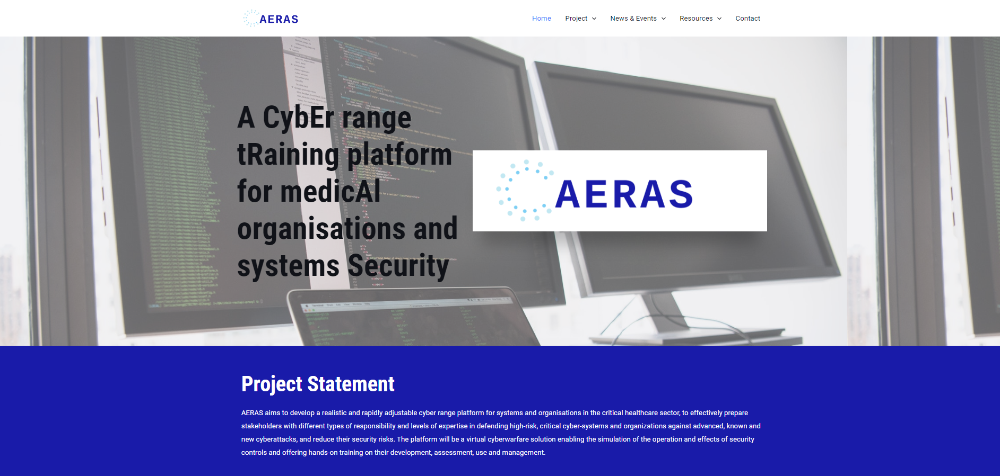 AERAS
Home Project News & Events Resources Contact
A CybEr range
tRaining platform
for medicAl
organisations and
systems Security
AERAS
Project Statement
AERAS aims to develop a realistic and rapidly adjustable cyber range platform for systems and organisations in the critical healthcare sector, to effectively prepare
stakeholders with different types of responsibility and levels of expertise in defending high-risk, critical cyber-systems and organizations against advanced, known and
new cyberattacks, and reduce their security risks. The platform will be a virtual cyberwarfare solution enabling the simulation of the operation and effects of security
controls and offering hands-on training on their development, assessment, use and management.